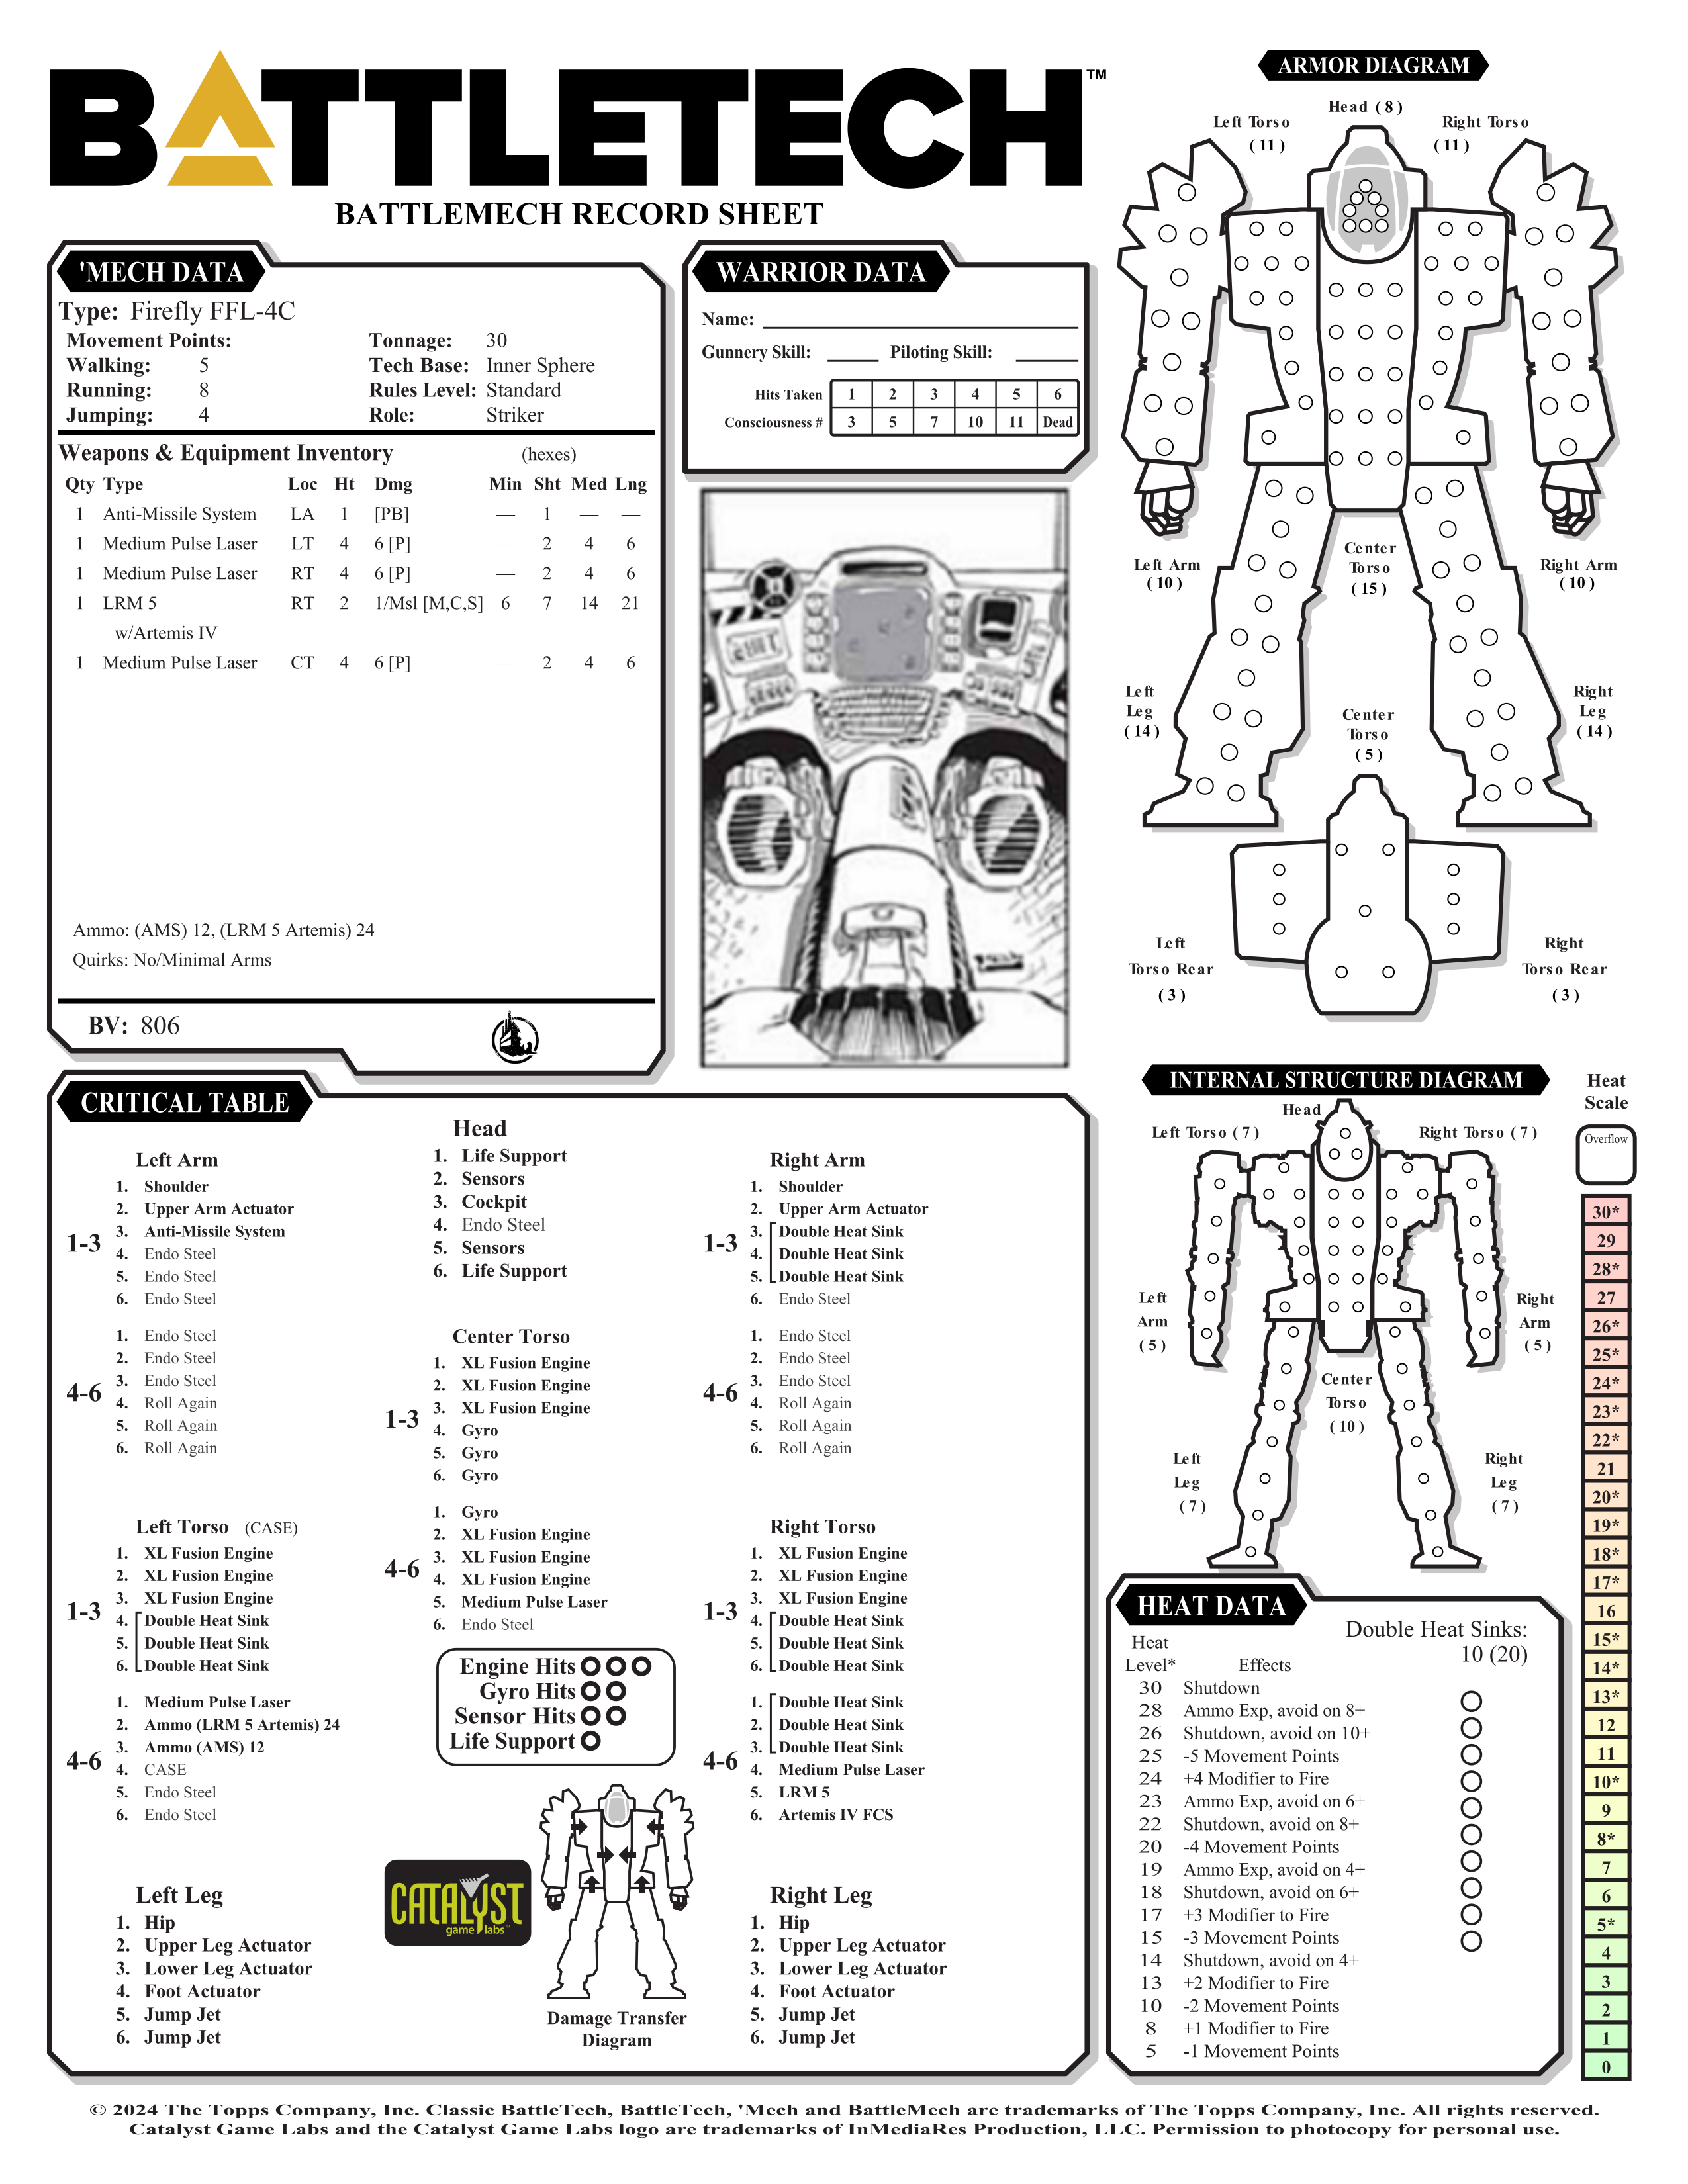 BATTLETECH™
BATTLEMECH RECORD SHEET
'MECH DATA
Type: Firefly FFL-4C
Movement Points:
Walking: 5
Running: 8
Jumping: 4
Tonnage: 30
Tech Base: Inner Sphere
Rules Level: Standard
Role: Striker
Weapons & Equipment Inventory (hexes)
Qty Type Loc Ht Dmg Min Sht Med Lng
1 Anti-Missile System LA 1 [PB] — 1 — —
1 Medium Pulse Laser LT 4 6 [P] — 2 4 6
1 Medium Pulse Laser RT 4 6 [P] — 2 4 6
1 LRM 5 RT 2 1/Msl [M,C,S] 6 7 14 21
w/Artemis IV
1 Medium Pulse Laser CT 4 6 [P] — 2 4 6
Ammo: (AMS) 12, (LRM 5 Artemis) 24
Quirks: No/Minimal Arms
BV: 806
WARRIOR DATA
Name:
Gunnery Skill: Piloting Skill:
Hits Taken 1 2 3 4 5 6
Consciousness # 3 5 7 10 11 Dead
ARMOR DIAGRAM
Head ( 8 )
Left Torso
( 11 )
Right Torso
( 11 )
Left Arm
( 10 )
Center
Torso
( 15 )
Right Arm
( 10 )
Left
Leg
( 14 )
Center
Torso
( 5 )
Right
Leg
( 14 )
Left
Torso Rear
( 3 )
Right
Torso Rear
( 3 )
CRITICAL TABLE
Left Arm
1-3
1. Shoulder
2. Upper Arm Actuator
3. Anti-Missile System
4. Endo Steel
5. Endo Steel
6. Endo Steel
4-6
1. Endo Steel
2. Endo Steel
3. Endo Steel
4. Roll Again
5. Roll Again
6. Roll Again
Left Torso (CASE)
1-3
1. XL Fusion Engine
2. XL Fusion Engine
3. XL Fusion Engine
4. Double Heat Sink
5. Double Heat Sink
6. Double Heat Sink
4-6
1. Medium Pulse Laser
2. Ammo (LRM 5 Artemis) 24
3. Ammo (AMS) 12
4. CASE
5. Endo Steel
6. Endo Steel
Left Leg
1. Hip
2. Upper Leg Actuator
3. Lower Leg Actuator
4. Foot Actuator
5. Jump Jet
6. Jump Jet
Head
1. Life Support
2. Sensors
3. Cockpit
4. Endo Steel
5. Sensors
6. Life Support
Center Torso
1-3
1. XL Fusion Engine
2. XL Fusion Engine
3. XL Fusion Engine
4. Gyro
5. Gyro
6. Gyro
4-6
1. Gyro
2. XL Fusion Engine
3. XL Fusion Engine
4. XL Fusion Engine
5. Medium Pulse Laser
6. Endo Steel
Engine Hits
Gyro Hits
Sensor Hits
Life Support
CATALYST
game labs™
Damage Transfer
Diagram
Right Arm
1-3
1. Shoulder
2. Upper Arm Actuator
3. Double Heat Sink
4. Double Heat Sink
5. Double Heat Sink
6. Endo Steel
4-6
1. Endo Steel
2. Endo Steel
3. Endo Steel
4. Roll Again
5. Roll Again
6. Roll Again
Right Torso
1-3
1. XL Fusion Engine
2. XL Fusion Engine
3. XL Fusion Engine
4. Double Heat Sink
5. Double Heat Sink
6. Double Heat Sink
4-6
1. Double Heat Sink
2. Double Heat Sink
3. Double Heat Sink
4. Medium Pulse Laser
5. LRM 5
6. Artemis IV FCS
Right Leg
1. Hip
2. Upper Leg Actuator
3. Lower Leg Actuator
4. Foot Actuator
5. Jump Jet
6. Jump Jet
INTERNAL STRUCTURE DIAGRAM
Head
Left Torso ( 7 )
Right Torso ( 7 )
Left
Arm
( 5 )
Right
Arm
( 5 )
Center
Torso
( 10 )
Left
Leg
( 7 )
Right
Leg
( 7 )
Heat
Scale
Overflow
30*
29
28*
27
26*
25*
24*
23*
22*
21
20*
19*
18*
17*
16
15*
14*
13*
12
11
10*
9
8*
7
6
5*
4
3
2
1
0
HEAT DATA
Double Heat Sinks:
10 (20)
Heat
Level* Effects
30 Shutdown
28 Ammo Exp, avoid on 8+
26 Shutdown, avoid on 10+
25 -5 Movement Points
24 +4 Modifier to Fire
23 Ammo Exp, avoid on 6+
22 Shutdown, avoid on 8+
20 -4 Movement Points
19 Ammo Exp, avoid on 4+
18 Shutdown, avoid on 6+
17 +3 Modifier to Fire
15 -3 Movement Points
14 Shutdown, avoid on 4+
13 +2 Modifier to Fire
10 -2 Movement Points
8 +1 Modifier to Fire
5 -1 Movement Points
© 2024 The Topps Company, Inc. Classic BattleTech, BattleTech, 'Mech and BattleMech are trademarks of The Topps Company, Inc. All rights reserved.
Catalyst Game Labs and the Catalyst Game Labs logo are trademarks of InMediaRes Production, LLC. Permission to photocopy for personal use.